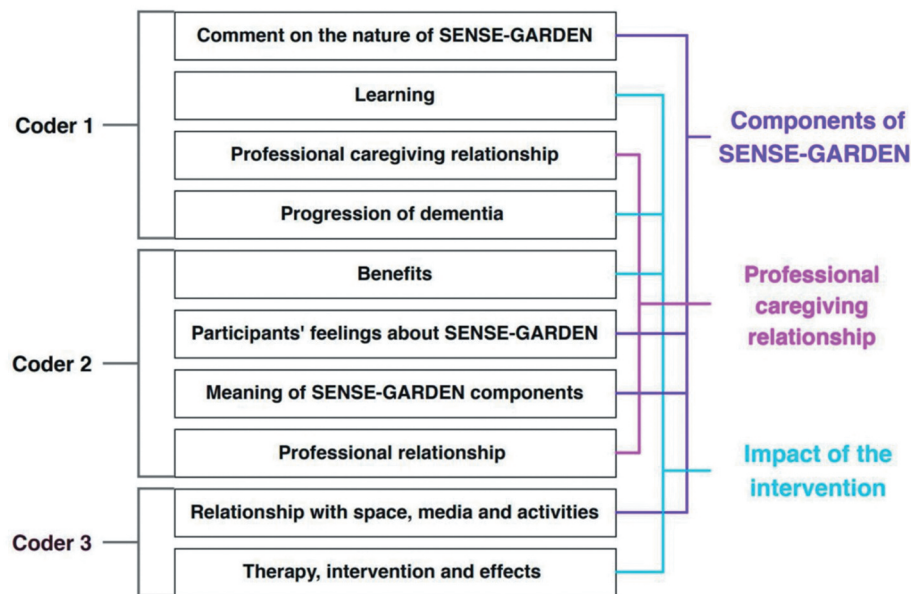 Coder 1
Comment on the nature of SENSE-GARDEN
Learning
Professional caregiving relationship
Progression of dementia
Coder 2
Benefits
Participants' feelings about SENSE-GARDEN
Meaning of SENSE-GARDEN components
Professional relationship
Coder 3
Relationship with space, media and activities
Therapy, intervention and effects
Components of
SENSE-GARDEN
Professional
caregiving
relationship
Impact of the
intervention